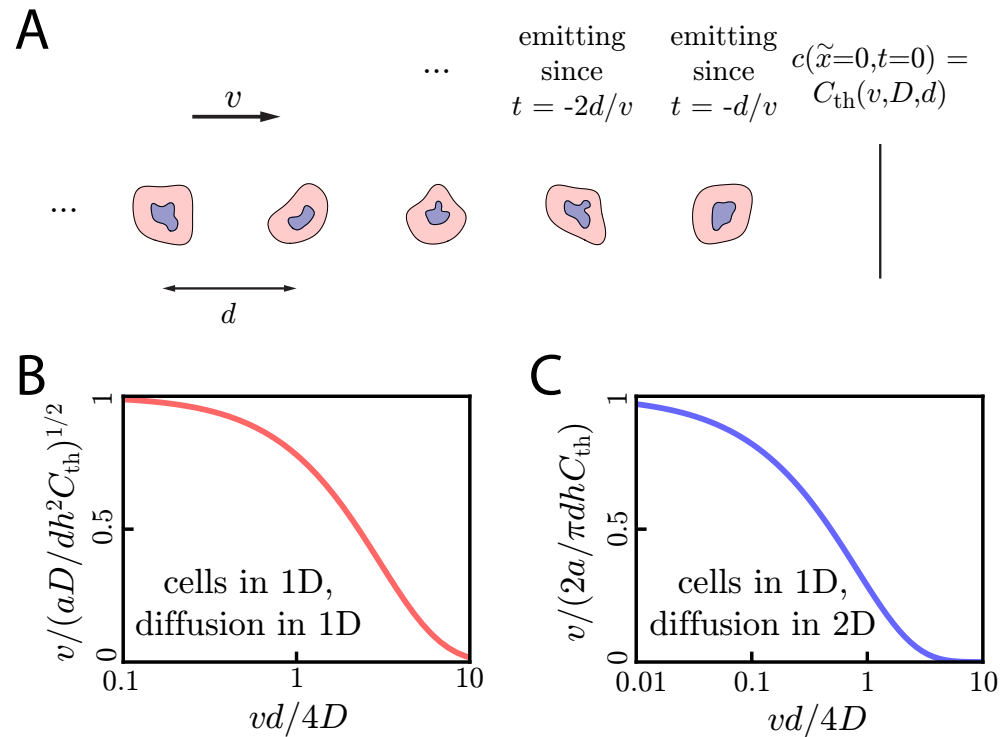 A
emitting
since
t = -2d/v
emitting
since
t = -d/v
c(x̃=0,t=0) =
C_th(v,D,d)
...
v
...
d
B
v/(aD/dh²C_th)^{1/2}
1
0.5
0
cells in 1D,
diffusion in 1D
0.1
1
10
vd/4D
C
v/(2a/πdhC_th)
1
0.5
0
cells in 1D,
diffusion in 2D
0.01
0.1
1
10
vd/4D